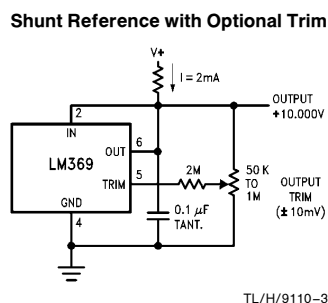 Shunt Reference with Optional Trim
V+
I = 2mA
2
IN
OUTPUT
+10.000V
6
OUT
LM369
5
TRIM
2M
50 K
TO
1M
OUTPUT
TRIM
(±10mV)
GND
4
0.1 μF
TANT.
TL/H/9110–3